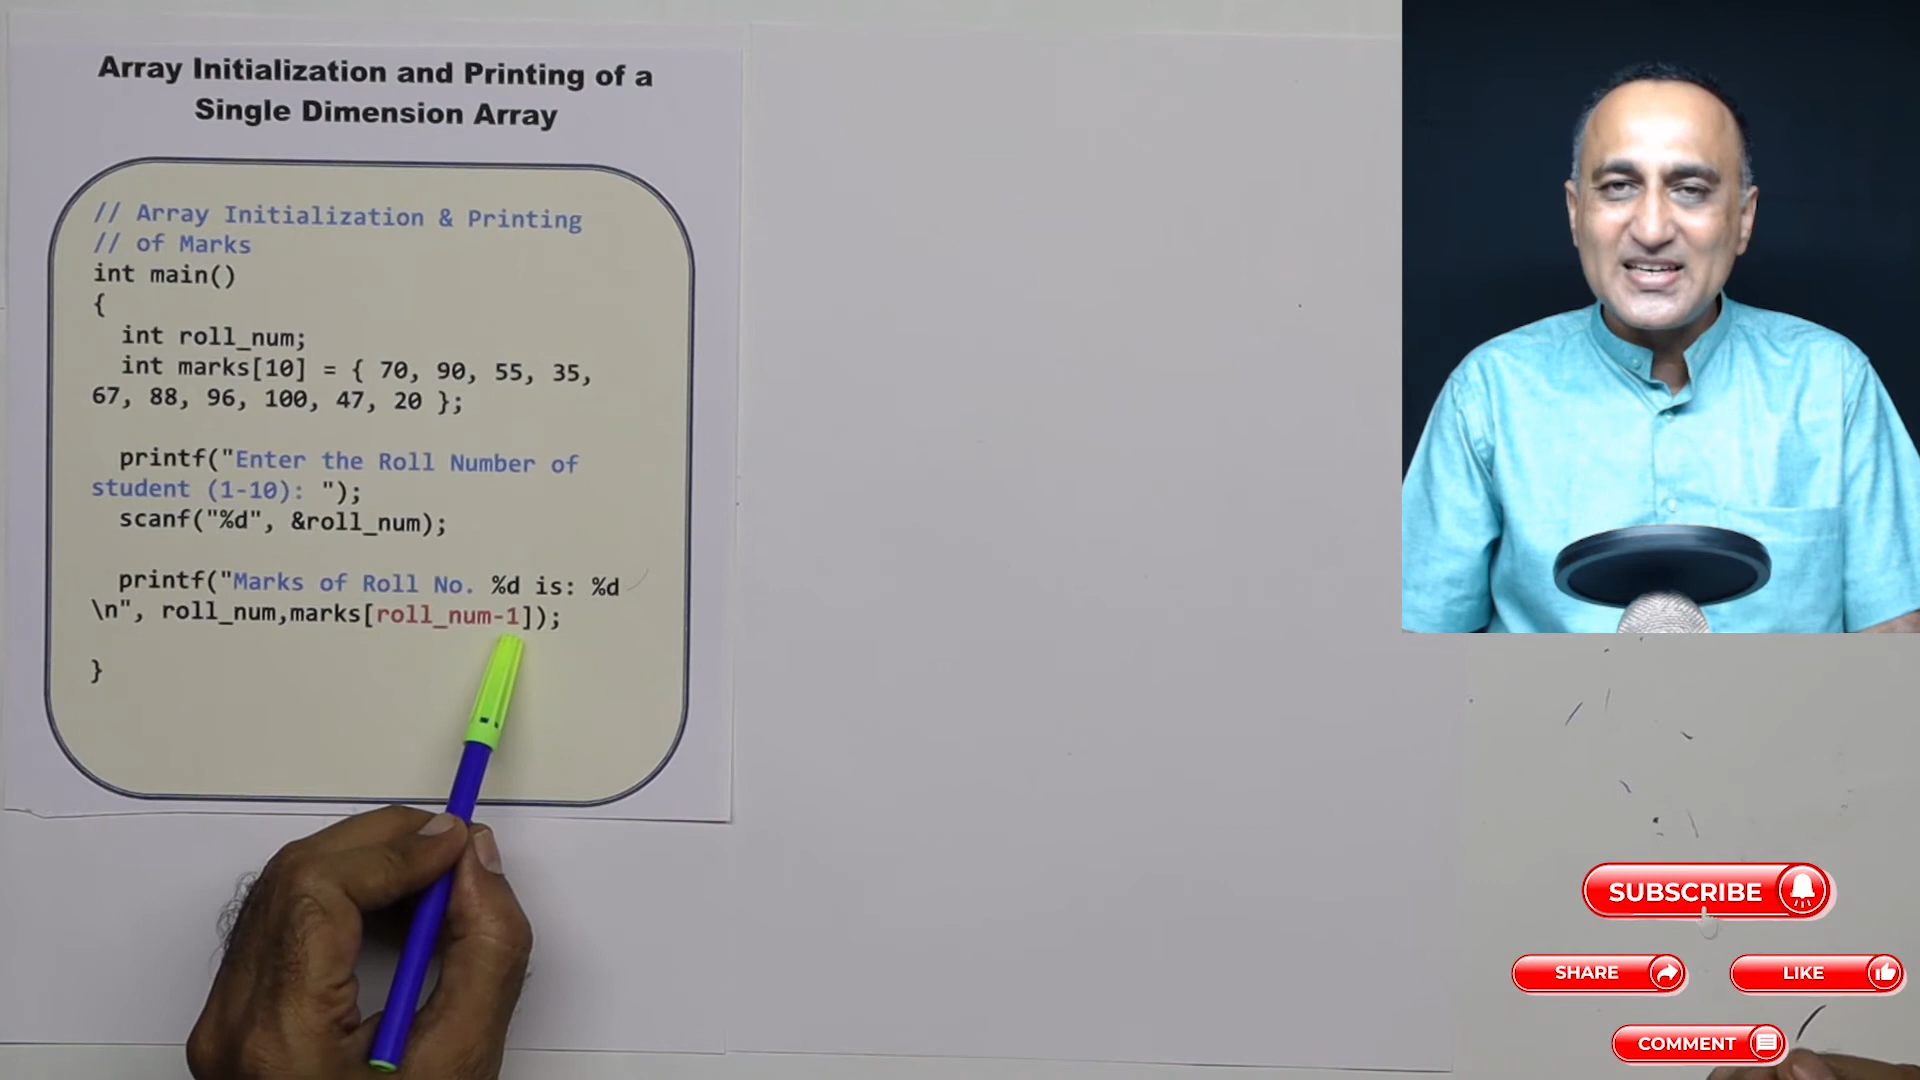 Array Initialization and Printing of a
Single Dimension Array
// Array Initialization & Printing
// of Marks
int main()
{
int roll_num;
int marks[10] = { 70, 90, 55, 35,
67, 88, 96, 100, 47, 20 };
printf("Enter the Roll Number of
student (1-10): ");
scanf("%d", &roll_num);
printf("Marks of Roll No. %d is: %d
\n", roll_num,marks[roll_num-1]);
}
SUBSCRIBE
SHARE
LIKE
COMMENT